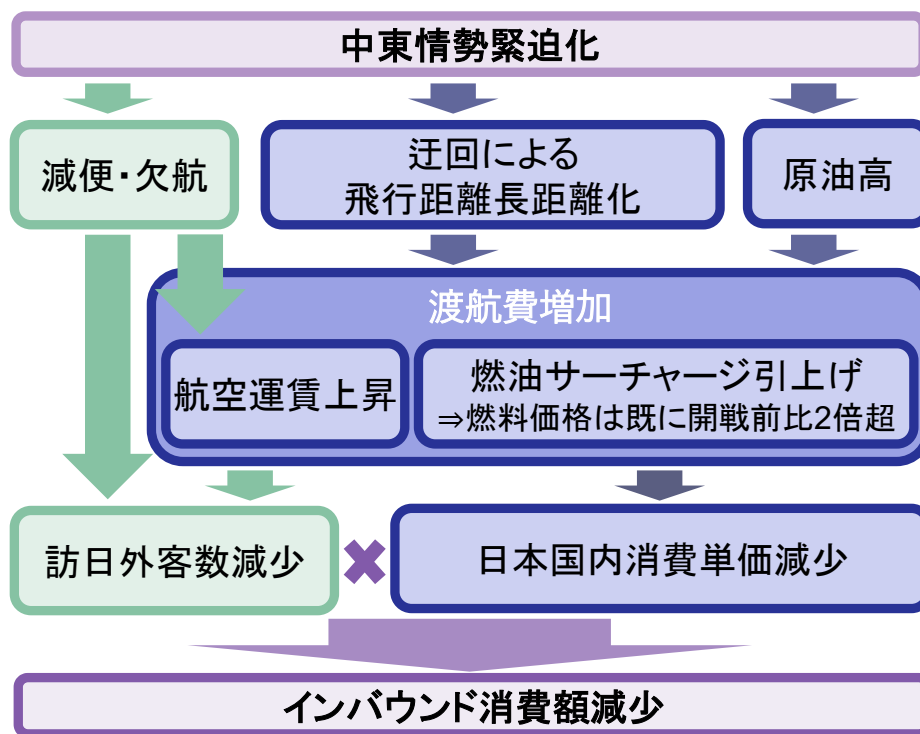 中東情勢緊迫化
減便・欠航
迂回による
飛行距離長距離化
原油高
渡航費増加
航空運賃上昇
燃油サーチャージ引上げ
⇒燃料価格は既に開戦前比2倍超
訪日外客数減少
日本国内消費単価減少
インバウンド消費額減少